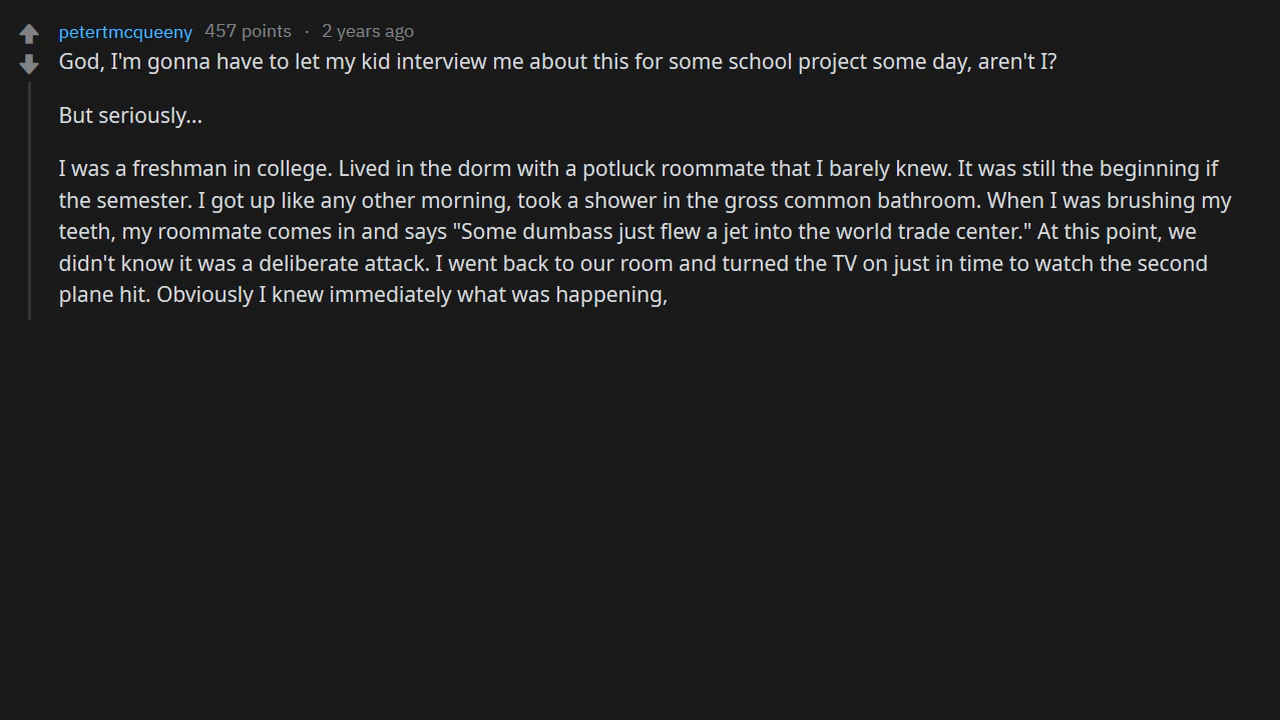 petertmcqueeny 457 points · 2 years ago
God, I'm gonna have to let my kid interview me about this for some school project some day, aren't I?
But seriously...
I was a freshman in college. Lived in the dorm with a potluck roommate that I barely knew. It was still the beginning if
the semester. I got up like any other morning, took a shower in the gross common bathroom. When I was brushing my
teeth, my roommate comes in and says "Some dumbass just flew a jet into the world trade center." At this point, we
didn't know it was a deliberate attack. I went back to our room and turned the TV on just in time to watch the second
plane hit. Obviously I knew immediately what was happening,